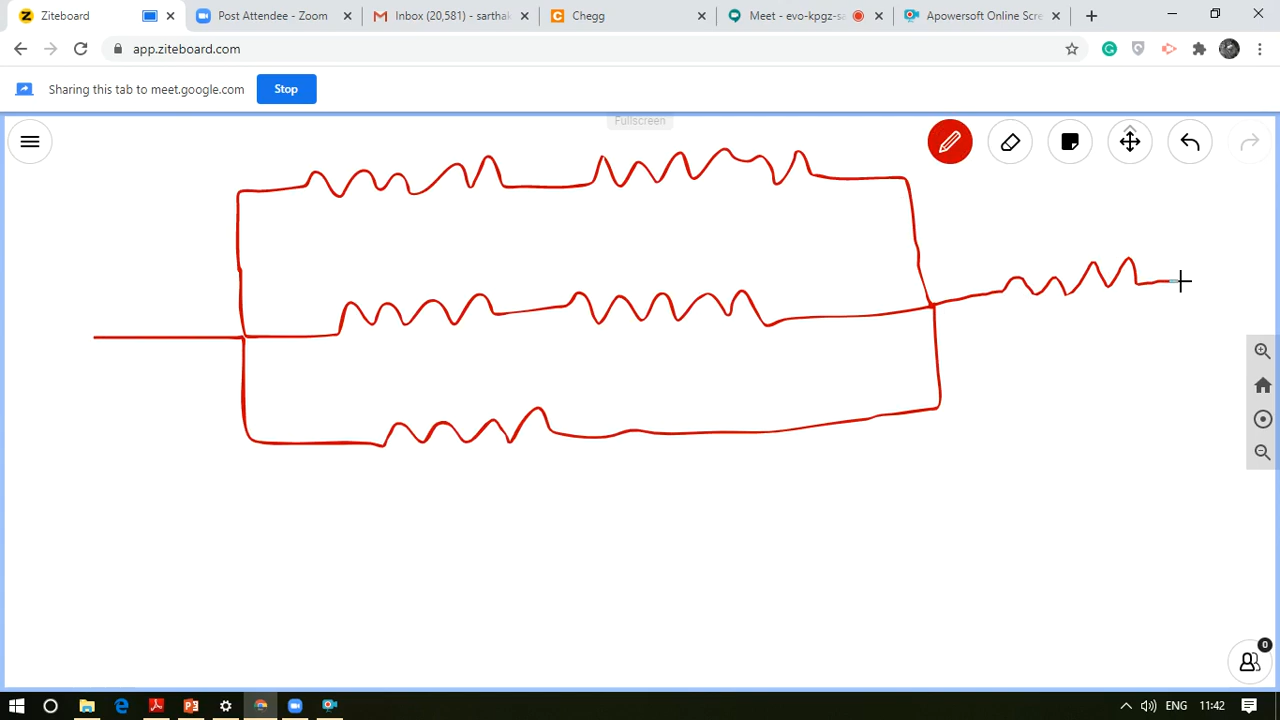 Ziteboard
Post Attendee - Zoom
Inbox (20,581) - sarthak
Chegg
Meet - evo-kpgz-sa
Apowersoft Online Scre
app.ziteboard.com
Sharing this tab to meet.google.com
Stop
Fullscreen
0
ENG
11:42